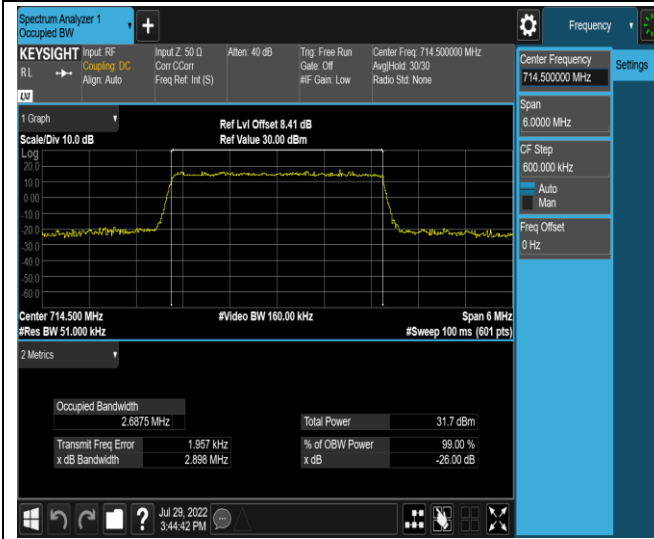 Spectrum Analyzer 1
Occupied BW
+
Frequency
KEYSIGHT
RL
LXI
Input: RF
Coupling: DC
Align: Auto
Input Z: 50 Ω
Corr CCorr
Freq Ref: Int (S)
Atten: 40 dB
Trig: Free Run
Gate: Off
#IF Gain: Low
Center Freq: 714.500000 MHz
Avg|Hold: 30/30
Radio Std: None
Center Frequency
714.500000 MHz
Settings
Span
6.0000 MHz
CF Step
600.000 kHz
Auto
Man
Freq Offset
0 Hz
1 Graph
Scale/Div 10.0 dB
Ref Lvl Offset 8.41 dB
Ref Value 30.00 dBm
Log
20.0
10.0
0.00
-10.0
-20.0
-30.0
-40.0
-50.0
-60.0
Center 714.500 MHz
#Video BW 160.00 kHz
Span 6 MHz
#Res BW 51.000 kHz
#Sweep 100 ms (601 pts)
2 Metrics
Occupied Bandwidth
2.6875 MHz
Total Power 31.7 dBm
Transmit Freq Error 1.957 kHz
% of OBW Power 99.00 %
x dB Bandwidth 2.898 MHz
x dB -26.00 dB
?
Jul 29, 2022
3:44:42 PM